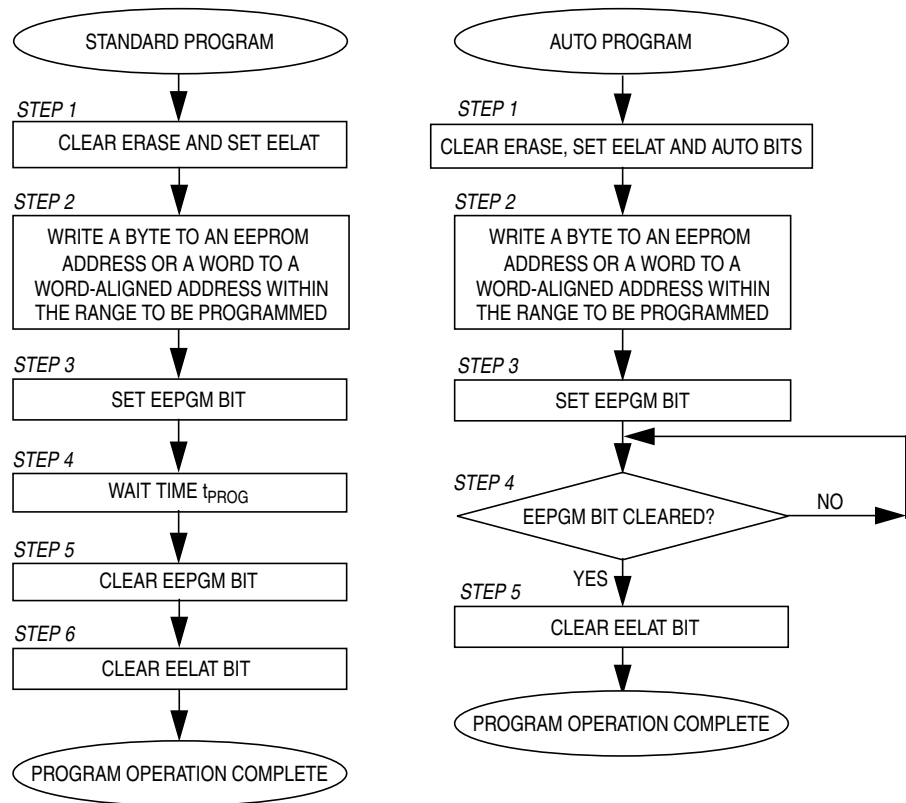 STANDARD PROGRAM
STEP 1
CLEAR ERASE AND SET EELAT
STEP 2
WRITE A BYTE TO AN EEPROM
ADDRESS OR A WORD TO A
WORD-ALIGNED ADDRESS WITHIN
THE RANGE TO BE PROGRAMMED
STEP 3
SET EEPGM BIT
STEP 4
WAIT TIME tPROG
STEP 5
CLEAR EEPGM BIT
STEP 6
CLEAR EELAT BIT
PROGRAM OPERATION COMPLETE
AUTO PROGRAM
STEP 1
CLEAR ERASE, SET EELAT AND AUTO BITS
STEP 2
WRITE A BYTE TO AN EEPROM
ADDRESS OR A WORD TO A
WORD-ALIGNED ADDRESS WITHIN
THE RANGE TO BE PROGRAMMED
STEP 3
SET EEPGM BIT
STEP 4
EEPGM BIT CLEARED?
NO
YES
STEP 5
CLEAR EELAT BIT
PROGRAM OPERATION COMPLETE